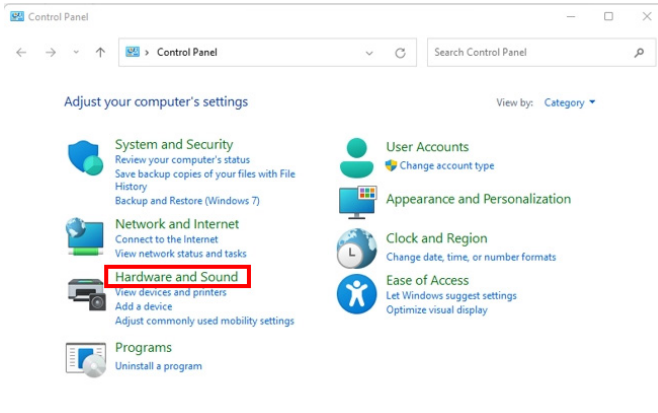 Control Panel
Control Panel
Search Control Panel
Adjust your computer's settings
View by: Category
System and Security
Review your computer's status
Save backup copies of your files with File
History
Backup and Restore (Windows 7)
Network and Internet
Connect to the Internet
View network status and tasks
Hardware and Sound
View devices and printers
Add a device
Adjust commonly used mobility settings
Programs
Uninstall a program
User Accounts
Change account type
Appearance and Personalization
Clock and Region
Change date, time, or number formats
Ease of Access
Let Windows suggest settings
Optimize visual display